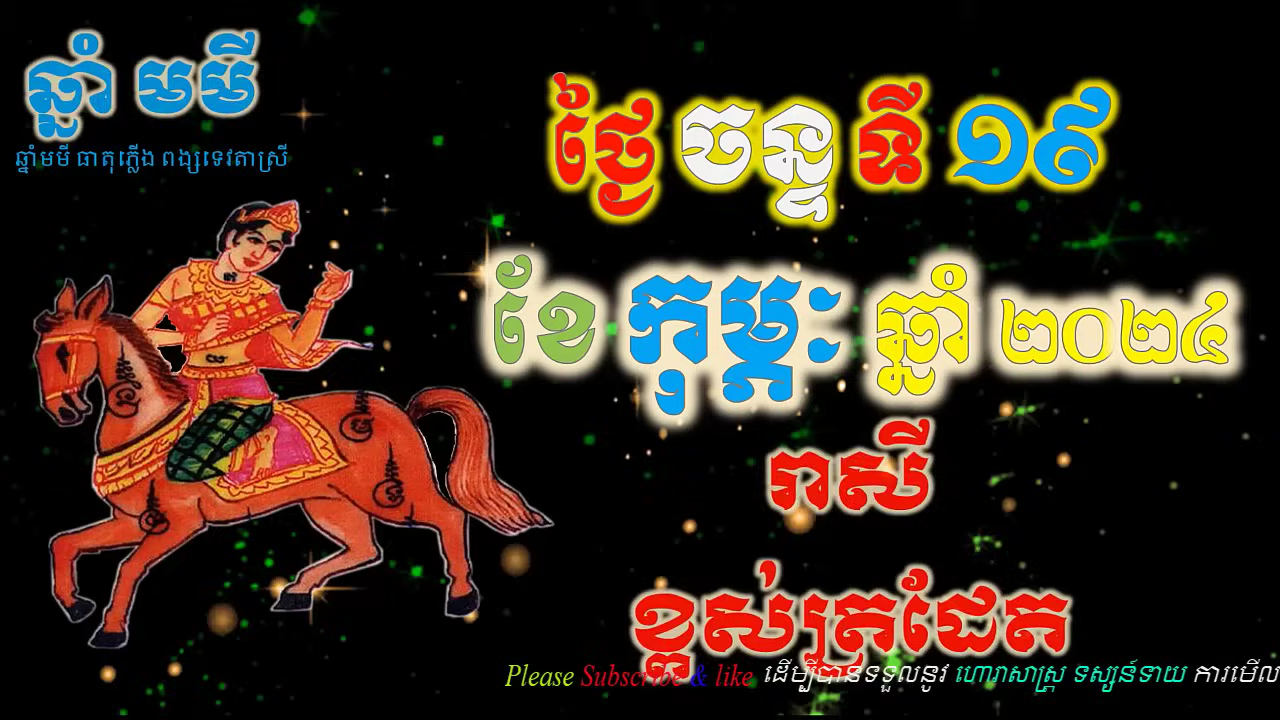 ឆ្នាំ មមី
ឆ្នាំមមី ធាតុភ្លើង ពង្សទេវតាស្រី
ថ្ងៃ ចន្ទ ទី ១៩
ខែ កុម្ភៈ ឆ្នាំ ២០២៤
រាសី
ខ្ពស់ត្រដែត
Please Subscribe & like ដើម្បីបានទទួលនូវ ហោរាសាស្ត្រ ទស្សន៍ទាយ ការមើល